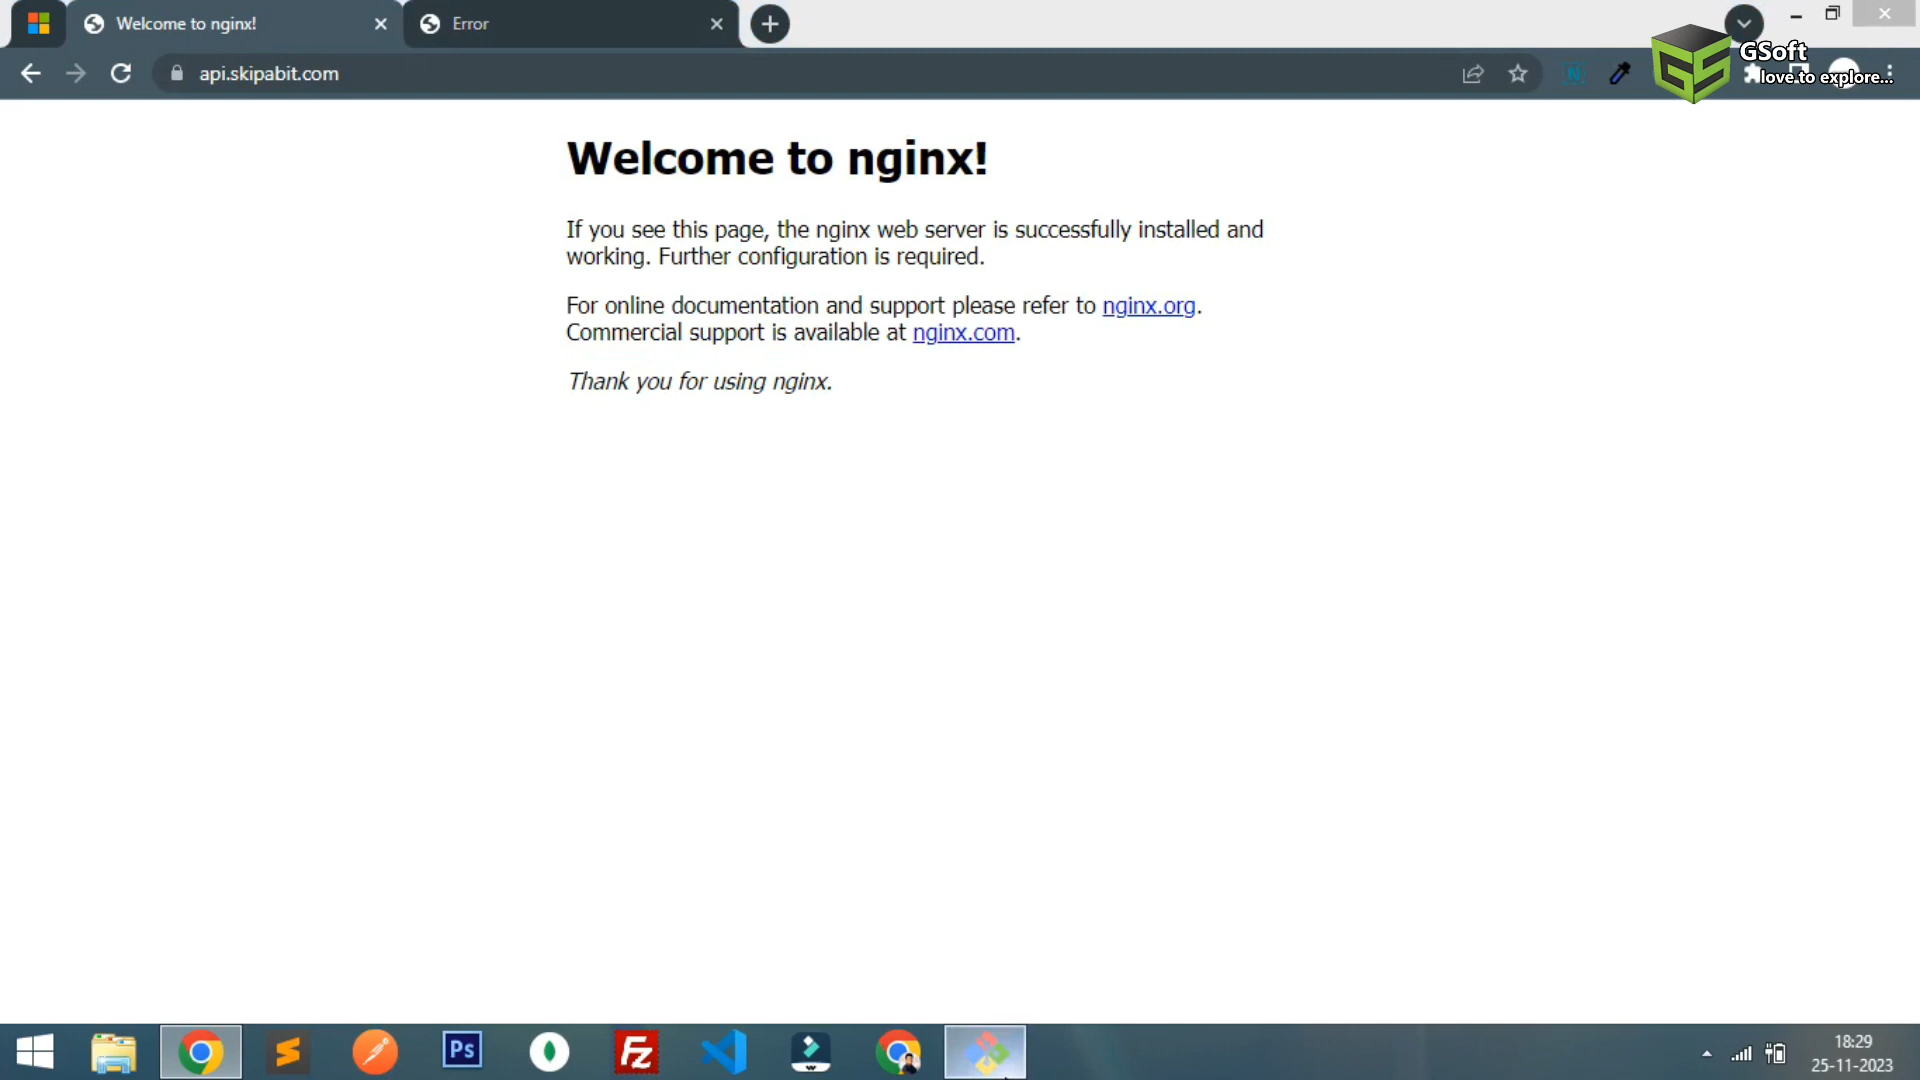 Welcome to nginx!
Error
api.skipabit.com
GSoft
love to explore...
Welcome to nginx!
If you see this page, the nginx web server is successfully installed and
working. Further configuration is required.
For online documentation and support please refer to nginx.org.
Commercial support is available at nginx.com.
Thank you for using nginx.
Ps
Fz
W
18:29
25-11-2023